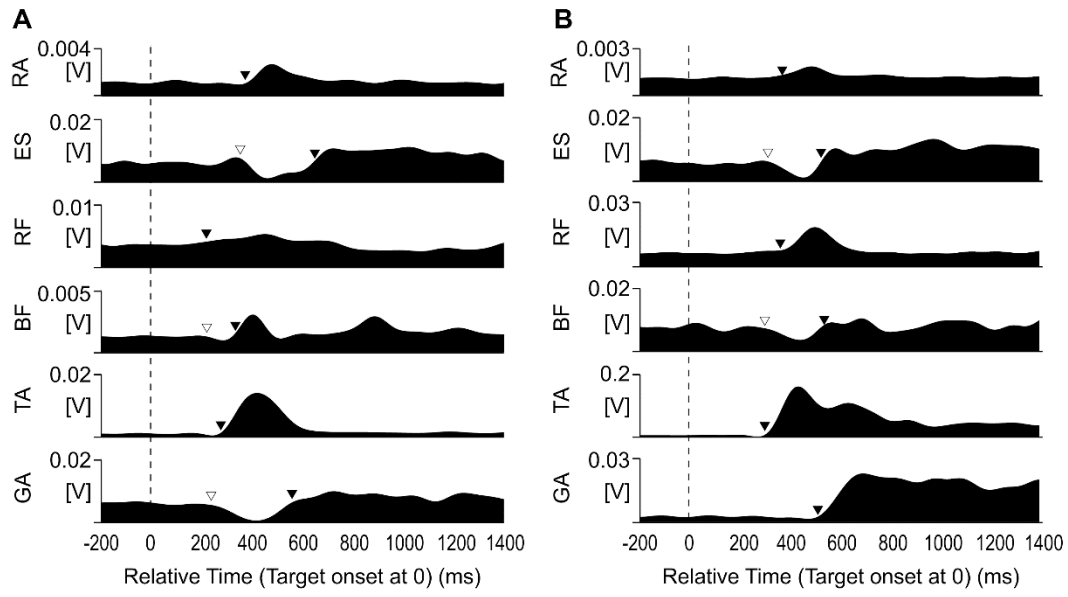 A
RA
0.004
[V]
ES
0.02
[V]
RF
0.01
[V]
BF
0.005
[V]
TA
0.02
[V]
GA
0.02
[V]
-200 0 200 400 600 800 1000 1200 1400
Relative Time (Target onset at 0) (ms)
B
RA
0.003
[V]
ES
0.02
[V]
RF
0.03
[V]
BF
0.02
[V]
TA
0.2
[V]
GA
0.03
[V]
-200 0 200 400 600 800 1000 1200 1400
Relative Time (Target onset at 0) (ms)